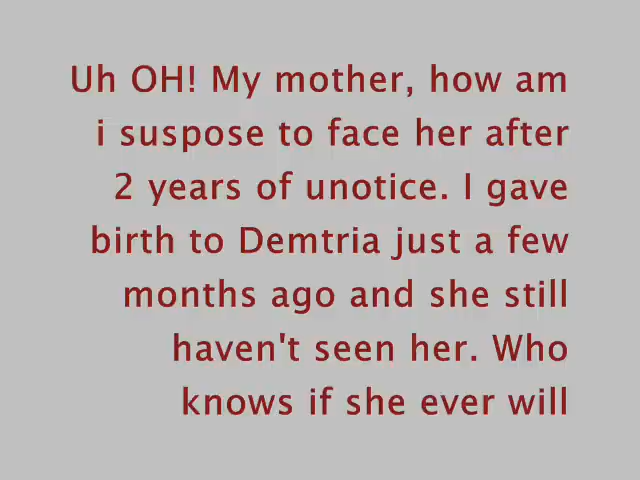 Uh OH! My mother, how am
i suspose to face her after
2 years of unotice. I gave
birth to Demtria just a few
months ago and she still
haven't seen her. Who
knows if she ever will